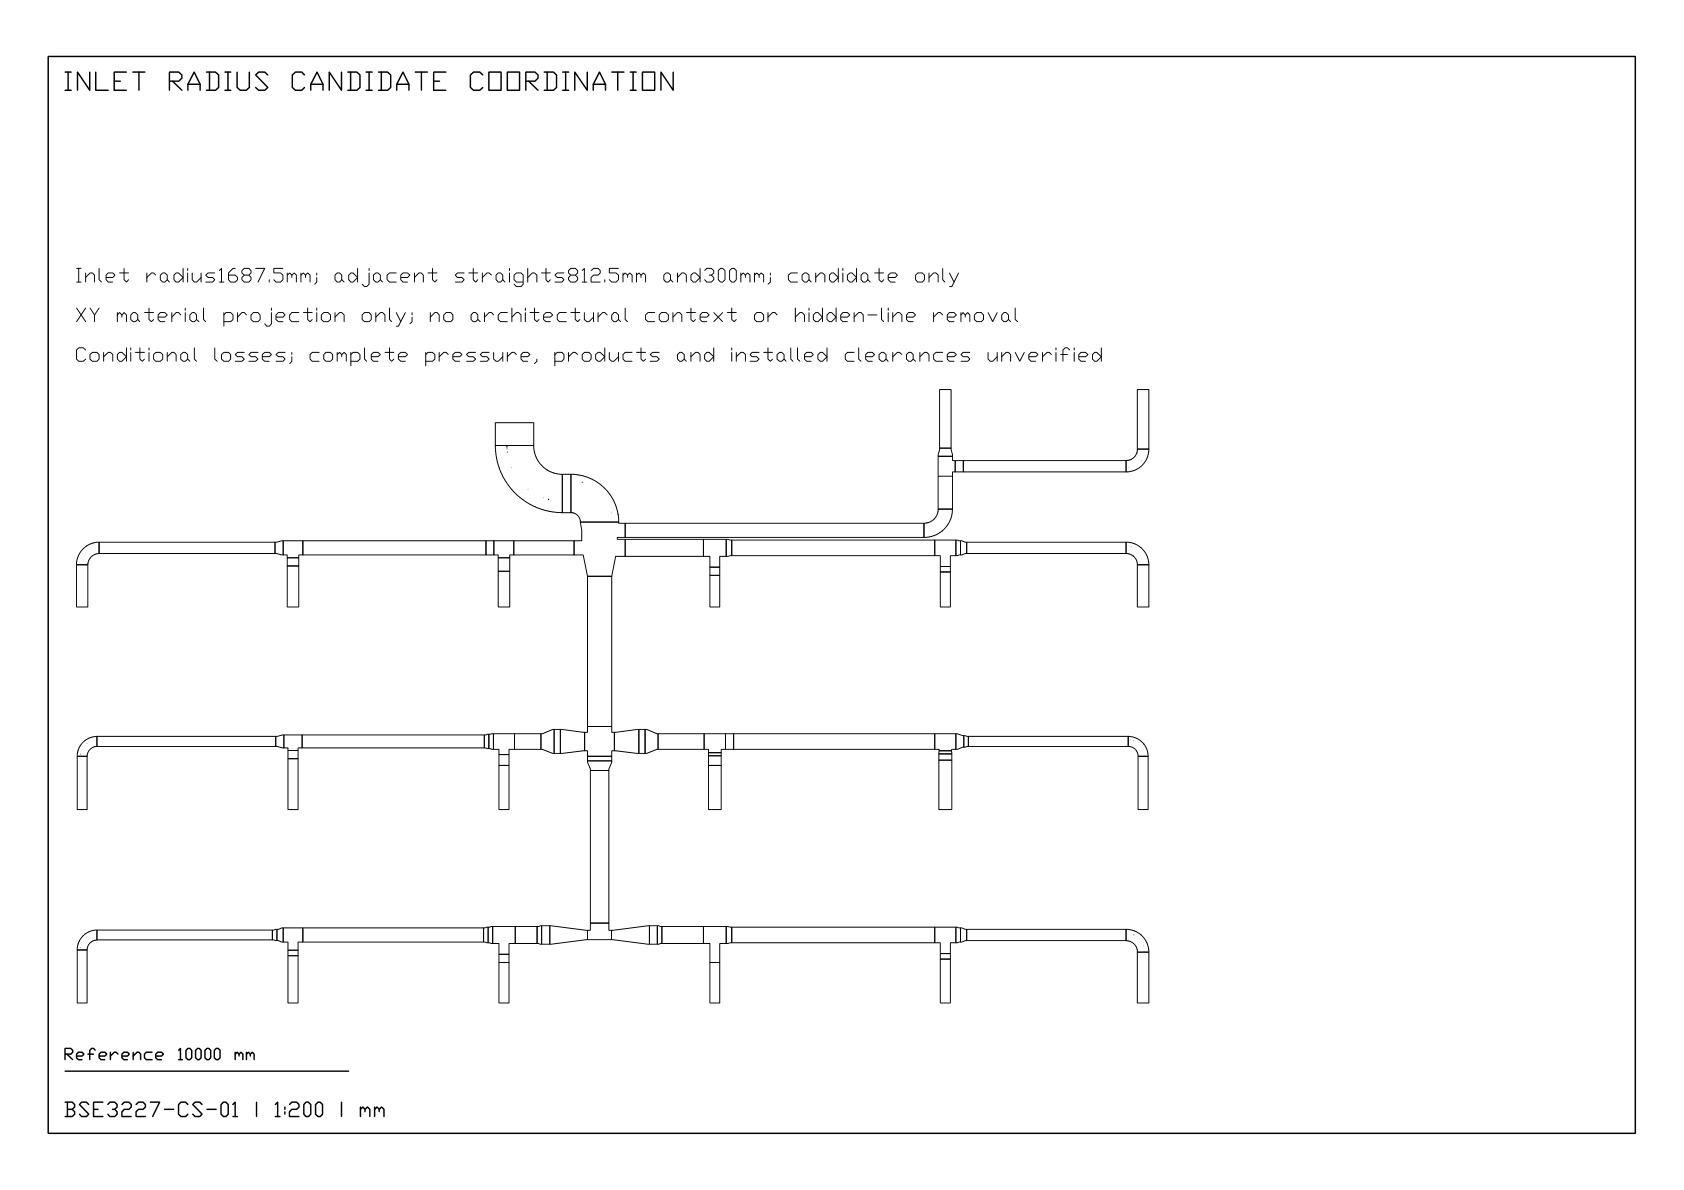 INLET RADIUS CANDIDATE COORDINATION
Inlet radius1687.5mm; adjacent straights812.5mm and300mm; candidate only
XY material projection only; no architectural context or hidden-line removal
Conditional losses; complete pressure, products and installed clearances unverified
Reference 10000 mm
BSE3227-CS-01 | 1:200 | mm